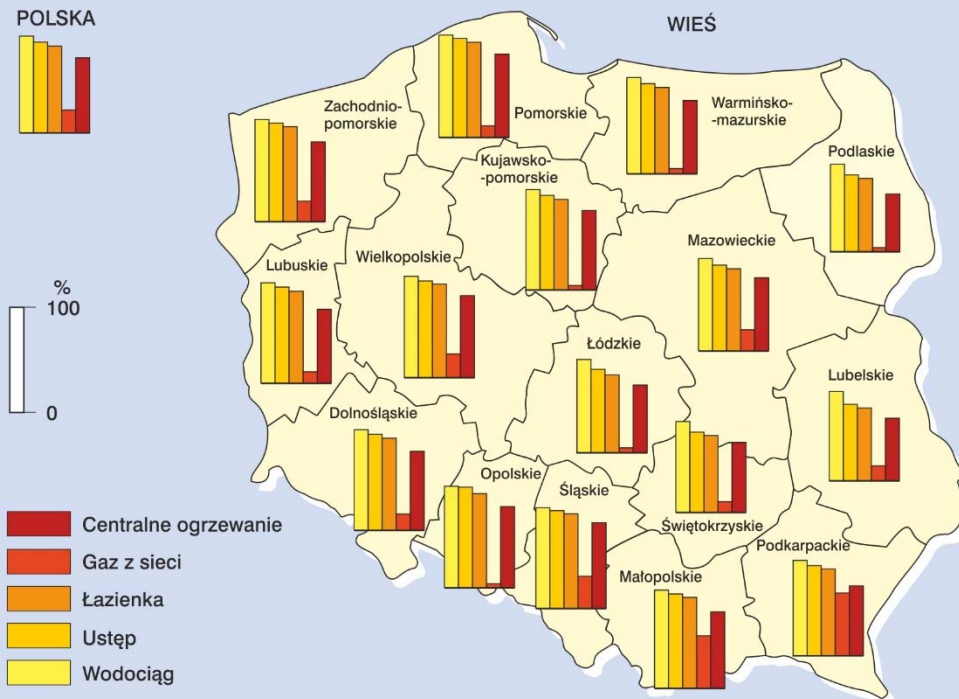 POLSKA
WIEŚ
Zachodnio-
pomorskie
Pomorskie
Warmińsko-
-mazurskie
Podlaskie
Kujawsko-
-pomorskie
Mazowieckie
Lubuskie
Wielkopolskie
%
100
0
Łódzkie
Lubelskie
Dolnośląskie
Opolskie
Śląskie
Świętokrzyskie
Podkarpackie
Małopolskie
Centralne ogrzewanie
Gaz z sieci
Łazienka
Ustęp
Wodociąg